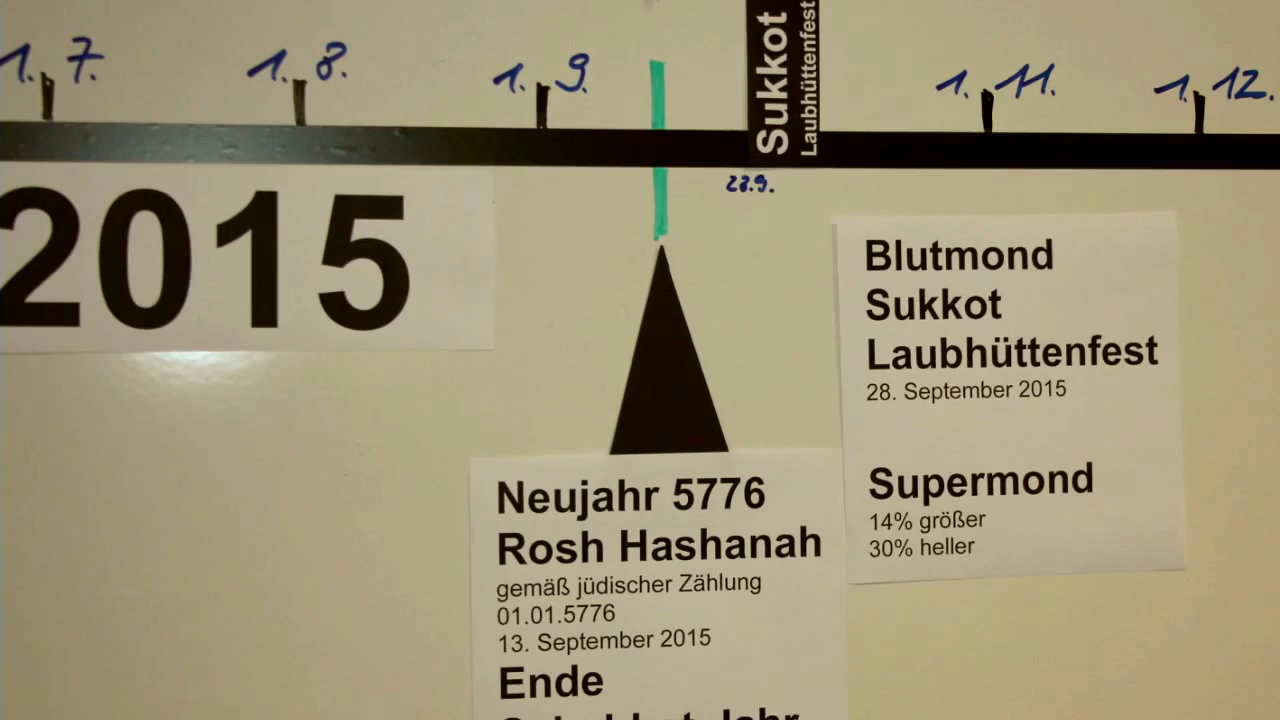 1. 7.
1. 8.
1. 9.
Sukkot
Laubhüttenfest
1. 11.
1. 12.
28.9.
2015
Blutmond
Sukkot
Laubhüttenfest
28. September 2015
Supermond
14% größer
30% heller
Neujahr 5776
Rosh Hashanah
gemäß jüdischer Zählung
01.01.5776
13. September 2015
Ende